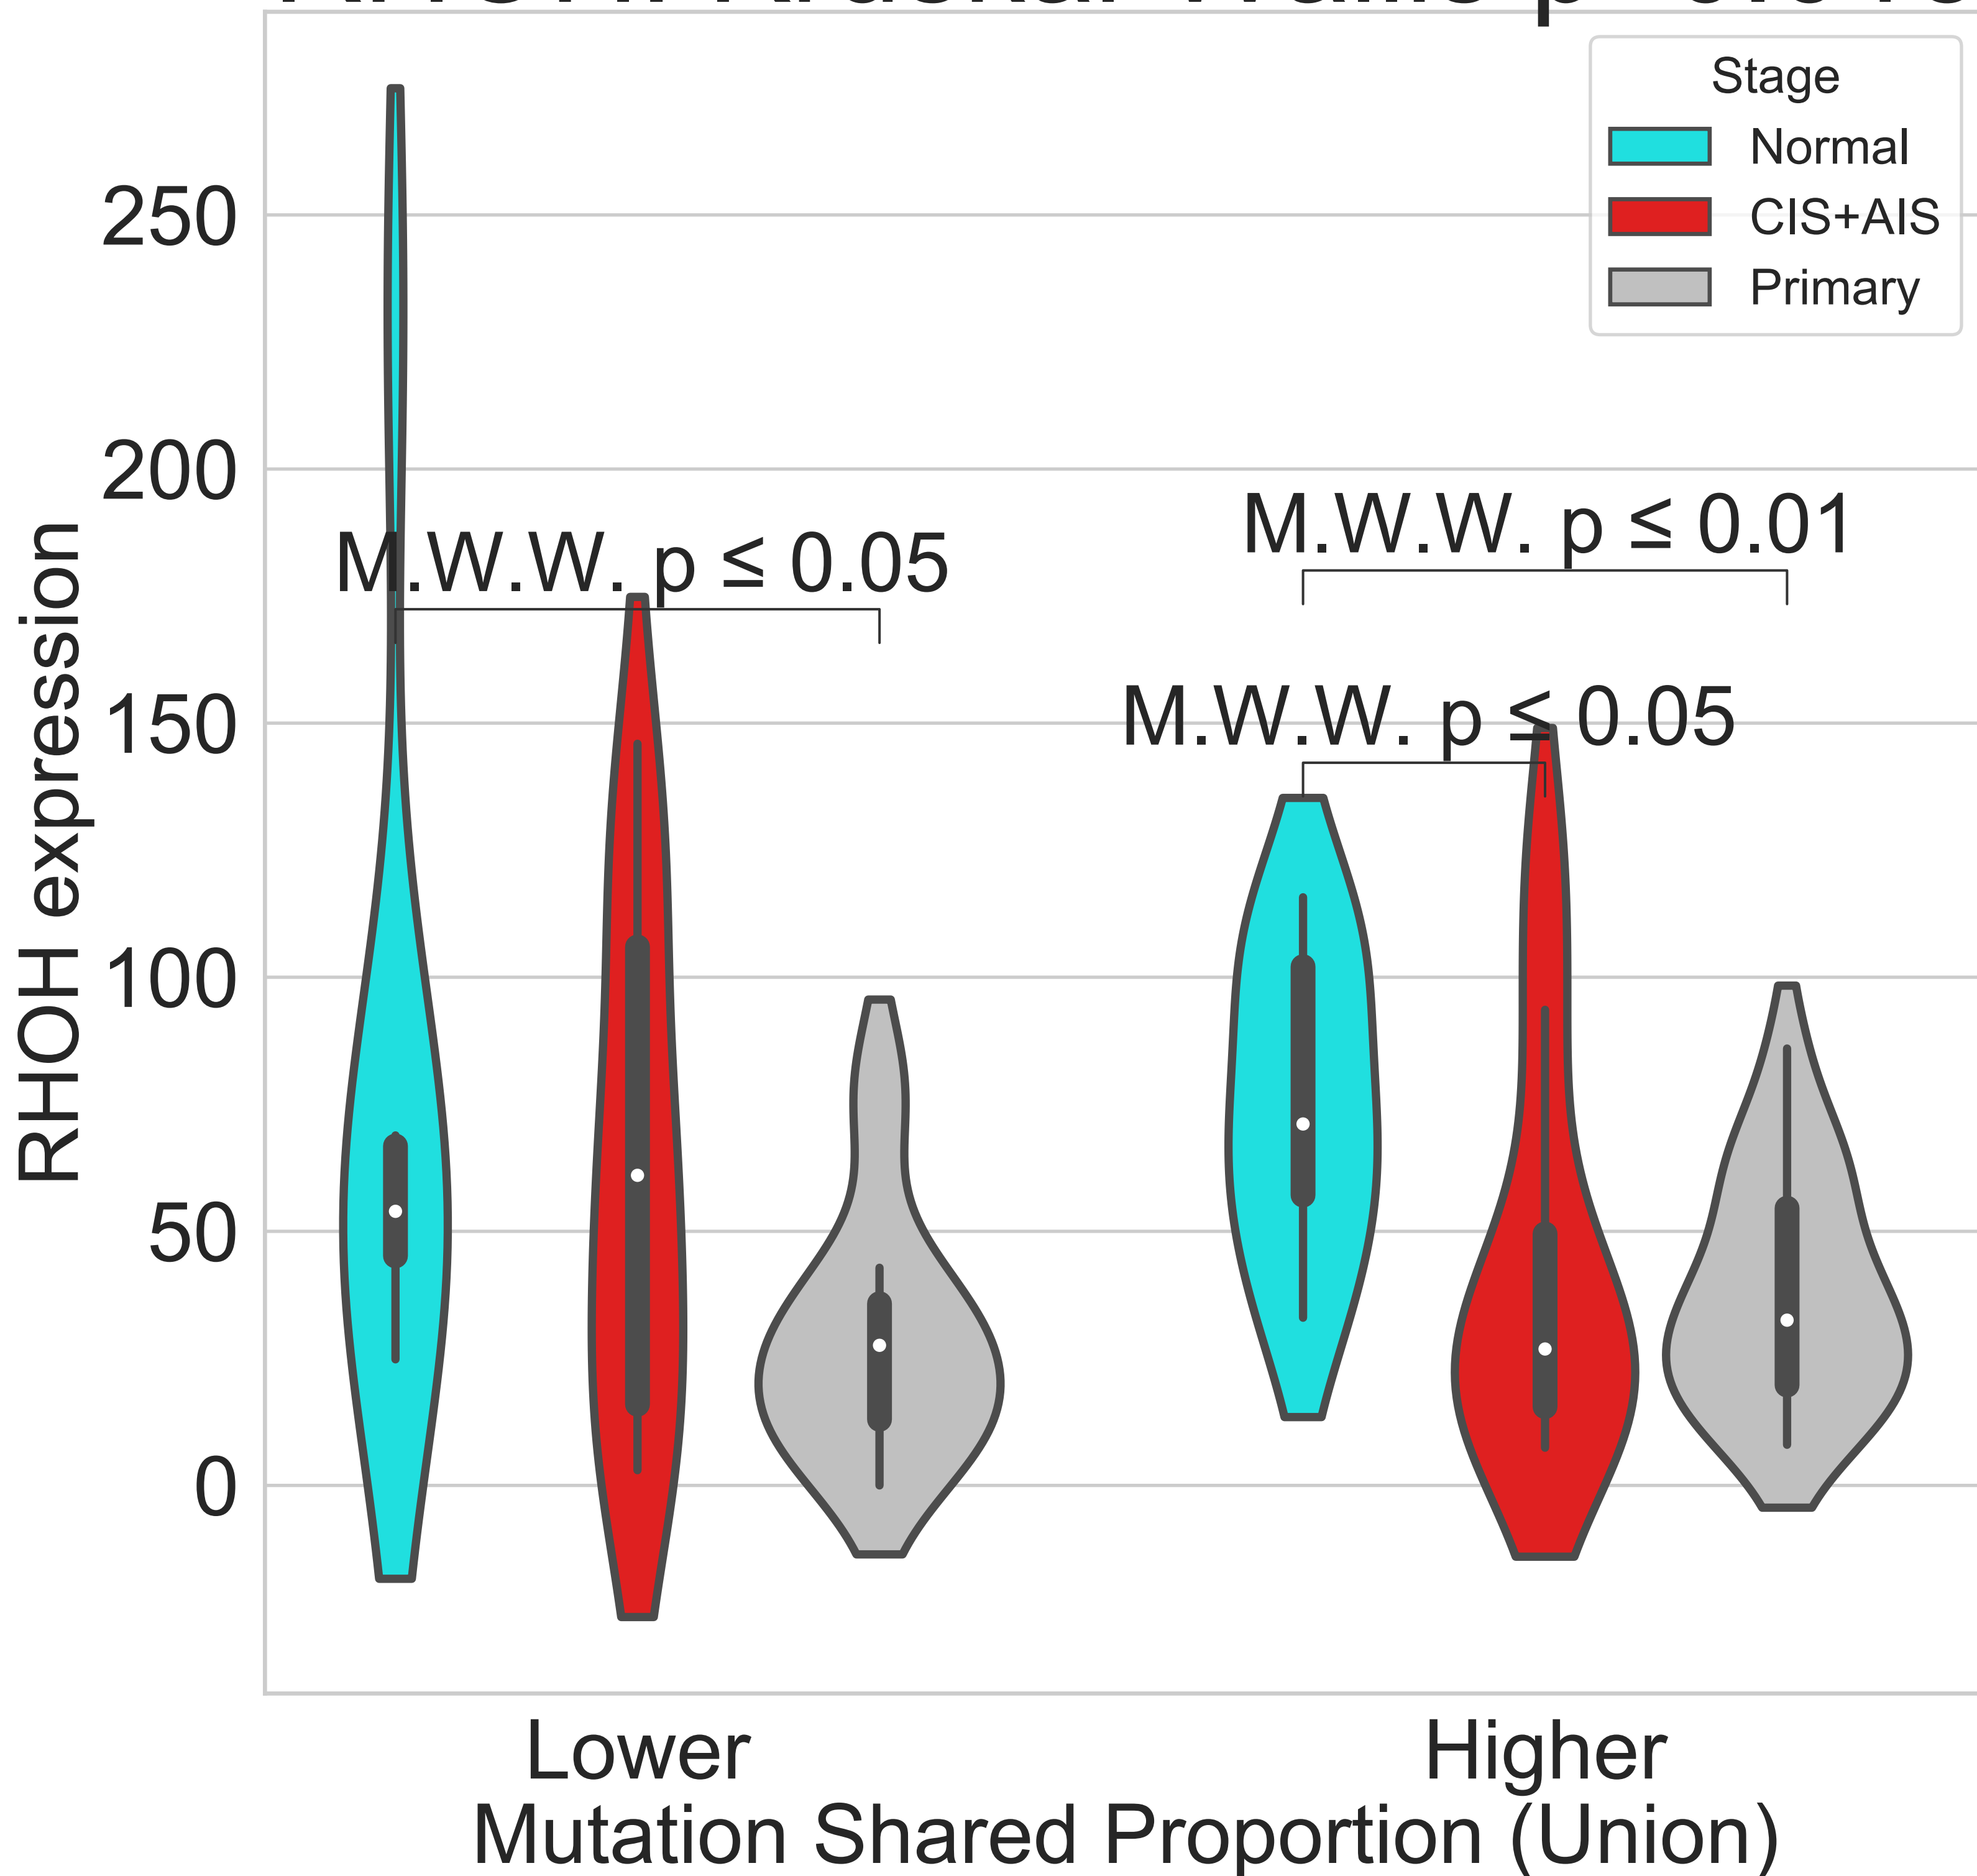 Stage
Normal
CIS+AIS
Primary
250
200
150
100
50
0
RHOH expression
M.W.W. p ≤ 0.05
M.W.W. p ≤ 0.01
M.W.W. p ≤ 0.05
Lower
Higher
Mutation Shared Proportion (Union)